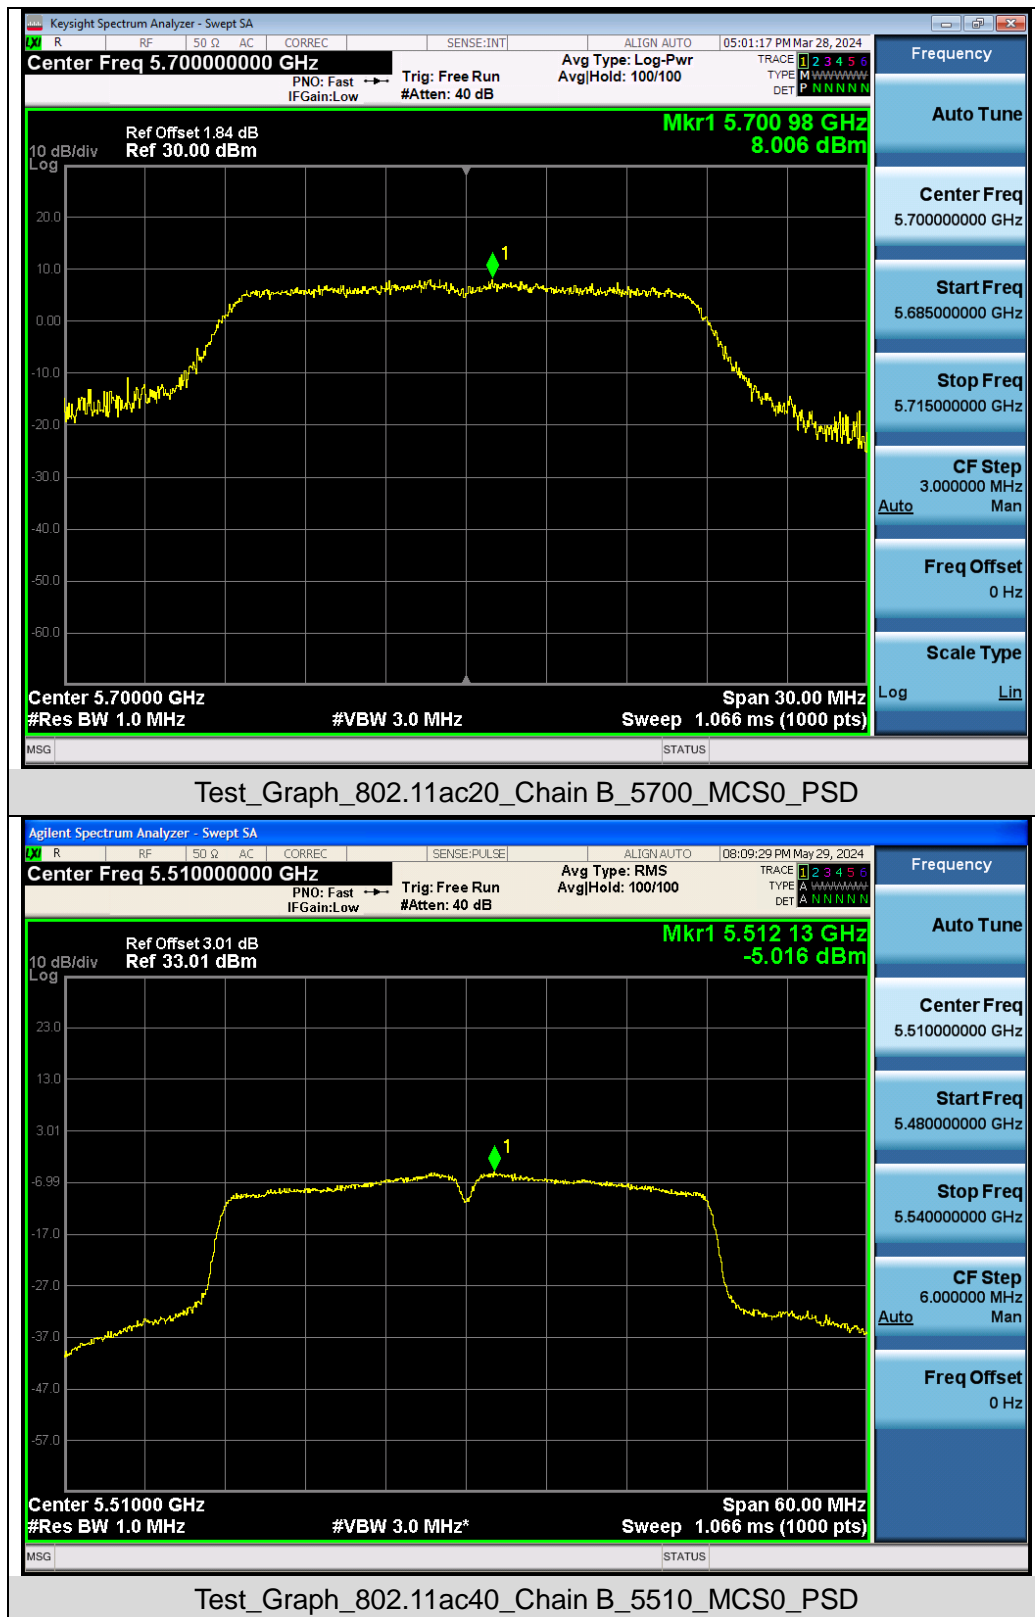 Keysight Spectrum Analyzer - Swept SA
LXI R RF 50 Ω AC CORREC SENSE:INT ALIGN AUTO 05:01:17 PM Mar 28, 2024
Center Freq 5.700000000 GHz
PNO: Fast
IFGain:Low
Trig: Free Run
#Atten: 40 dB
Avg Type: Log-Pwr
Avg|Hold: 100/100
TRACE 1 2 3 4 5 6
TYPE M WWWWW
DET P N N N N N
Ref Offset 1.84 dB
10 dB/div Ref 30.00 dBm
Log
Mkr1 5.700 98 GHz
8.006 dBm
1
20.0
10.0
0.00
-10.0
-20.0
-30.0
-40.0
-50.0
-60.0
Center 5.70000 GHz Span 30.00 MHz
#Res BW 1.0 MHz #VBW 3.0 MHz Sweep 1.066 ms (1000 pts)
MSG STATUS
Frequency
Auto Tune
Center Freq
5.700000000 GHz
Start Freq
5.685000000 GHz
Stop Freq
5.715000000 GHz
CF Step
3.000000 MHz
Auto Man
Freq Offset
0 Hz
Scale Type
Log Lin
Test_Graph_802.11ac20_Chain B_5700_MCS0_PSD
Agilent Spectrum Analyzer - Swept SA
LXI R RF 50 Ω AC CORREC SENSE:PULSE ALIGN AUTO 08:09:29 PM May 29, 2024
Center Freq 5.510000000 GHz
PNO: Fast
IFGain:Low
Trig: Free Run
#Atten: 40 dB
Avg Type: RMS
Avg|Hold: 100/100
TRACE 1 2 3 4 5 6
TYPE A WWWWW
DET A N N N N N
Ref Offset 3.01 dB
10 dB/div Ref 33.01 dBm
Log
Mkr1 5.512 13 GHz
-5.016 dBm
1
23.0
13.0
3.01
-6.99
-17.0
-27.0
-37.0
-47.0
-57.0
Center 5.51000 GHz Span 60.00 MHz
#Res BW 1.0 MHz #VBW 3.0 MHz* Sweep 1.066 ms (1000 pts)
MSG STATUS
Frequency
Auto Tune
Center Freq
5.510000000 GHz
Start Freq
5.480000000 GHz
Stop Freq
5.540000000 GHz
CF Step
6.000000 MHz
Auto Man
Freq Offset
0 Hz
Test_Graph_802.11ac40_Chain B_5510_MCS0_PSD